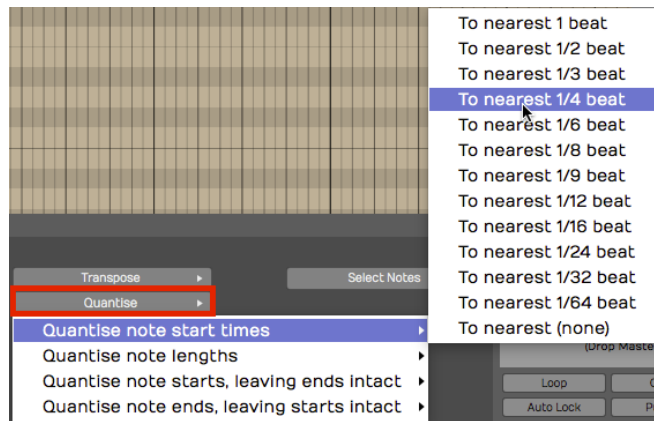 To nearest 1 beat
To nearest 1/2 beat
To nearest 1/3 beat
To nearest 1/4 beat
To nearest 1/6 beat
To nearest 1/8 beat
To nearest 1/9 beat
To nearest 1/12 beat
To nearest 1/16 beat
To nearest 1/24 beat
To nearest 1/32 beat
To nearest 1/64 beat
To nearest (none)
Transpose
Select Notes
Quantise
Quantise note start times
Quantise note lengths
Quantise note starts, leaving ends intact
Quantise note ends, leaving starts intact
(Drop Maste
Loop
Auto Lock